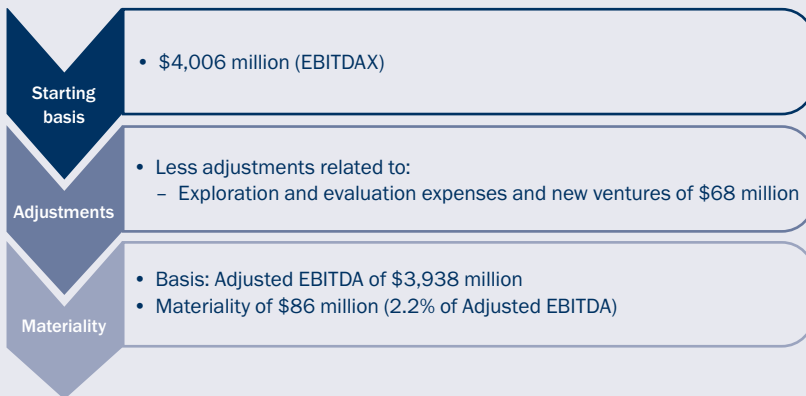 Starting
basis
• $4,006 million (EBITDAX)
Adjustments
• Less adjustments related to:
– Exploration and evaluation expenses and new ventures of $68 million
Materiality
• Basis: Adjusted EBITDA of $3,938 million
• Materiality of $86 million (2.2% of Adjusted EBITDA)